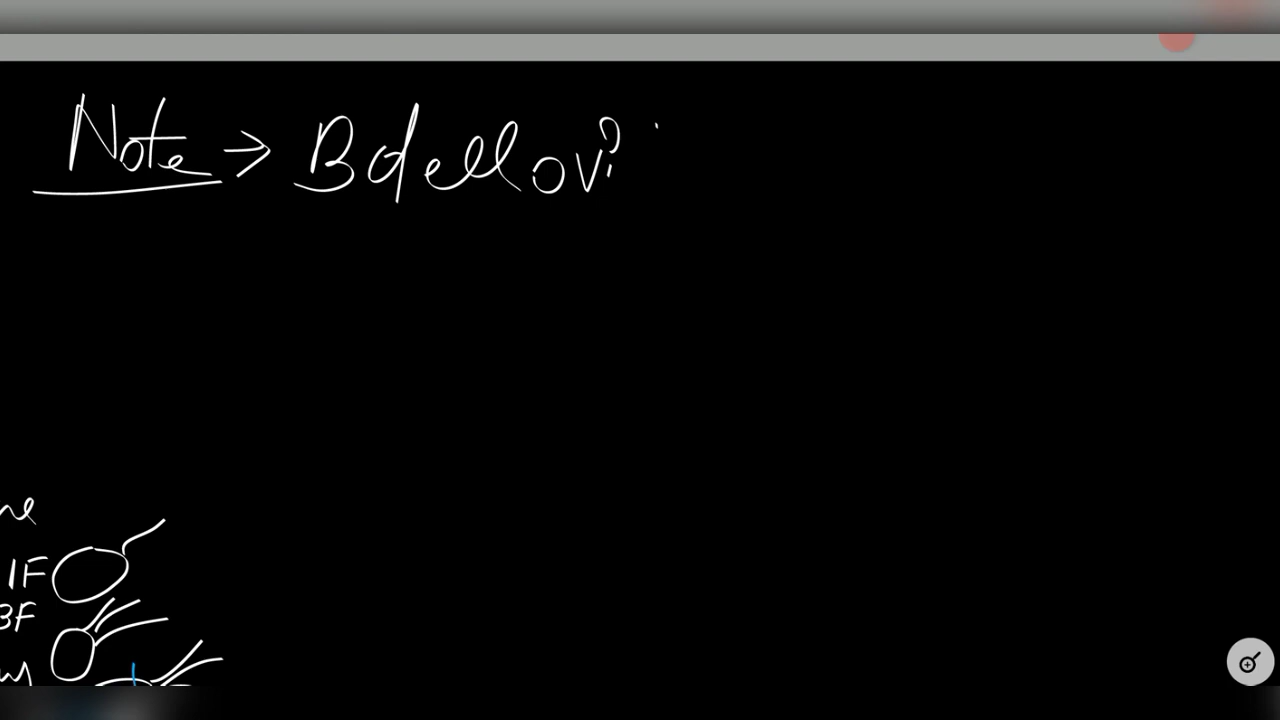 Note → Bdellovi
1F
3F